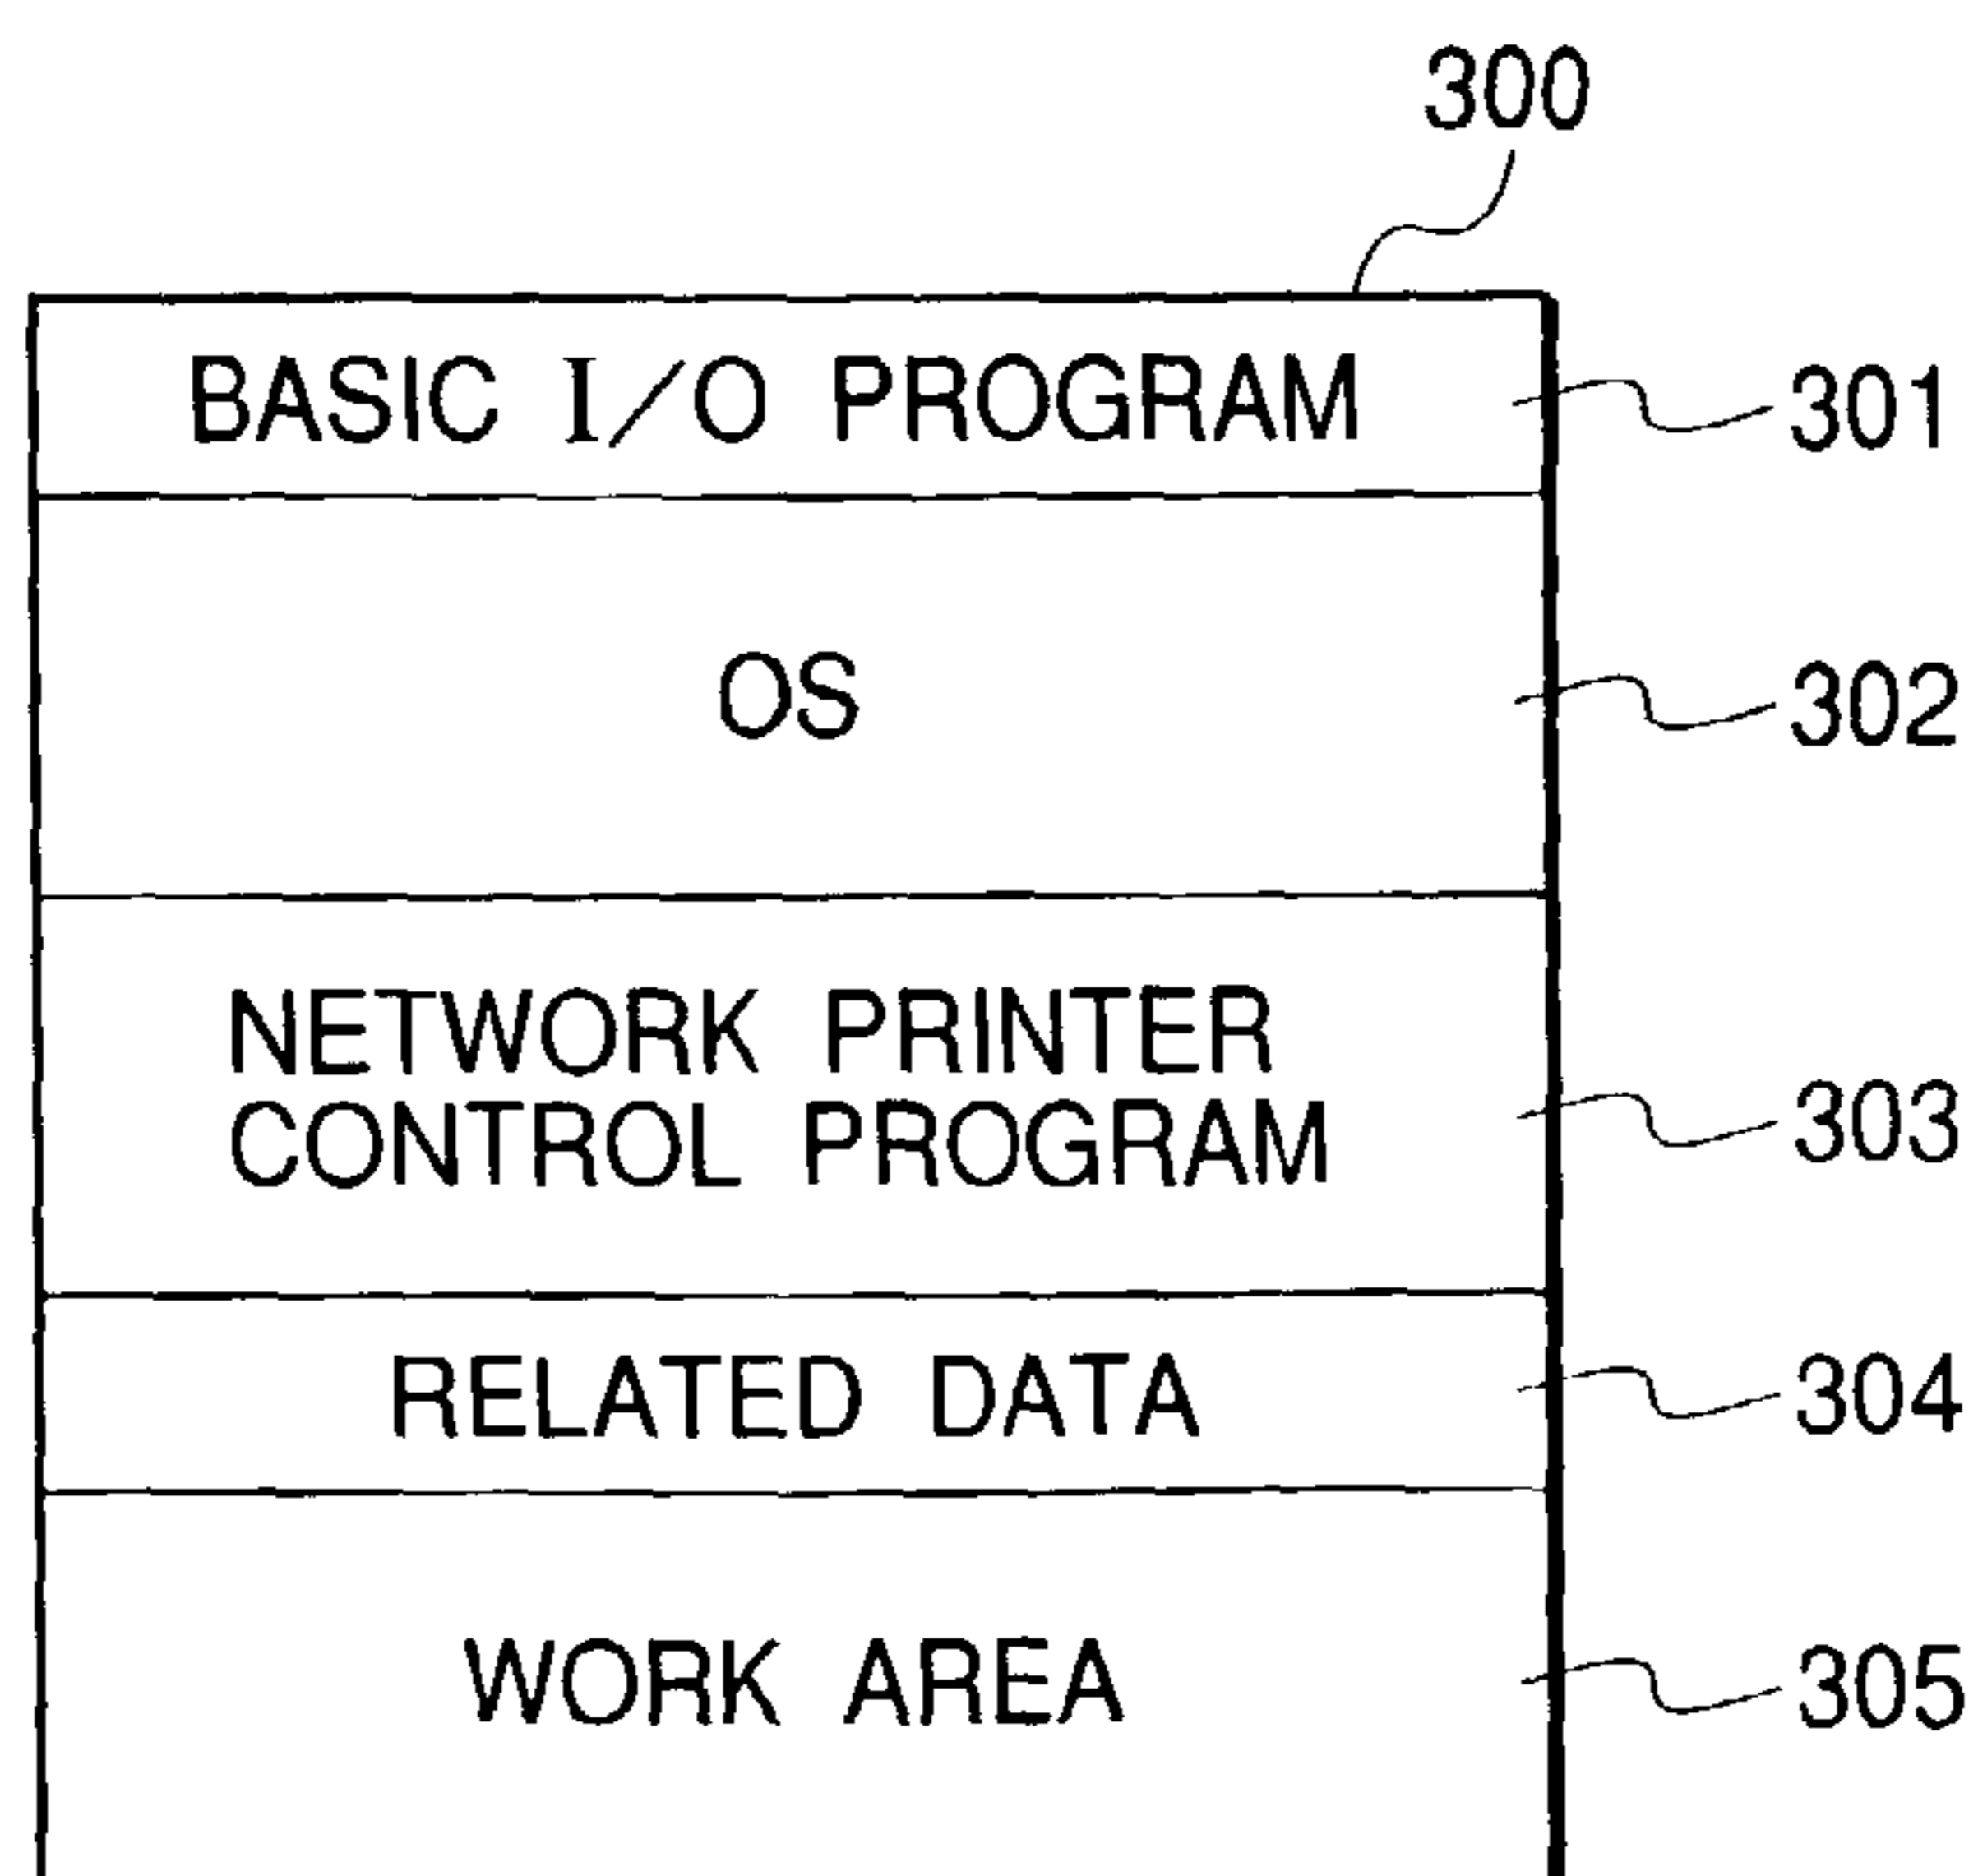 300
BASIC I/O PROGRAM
301
OS
302
NETWORK PRINTER
CONTROL PROGRAM
303
RELATED DATA
304
WORK AREA
305